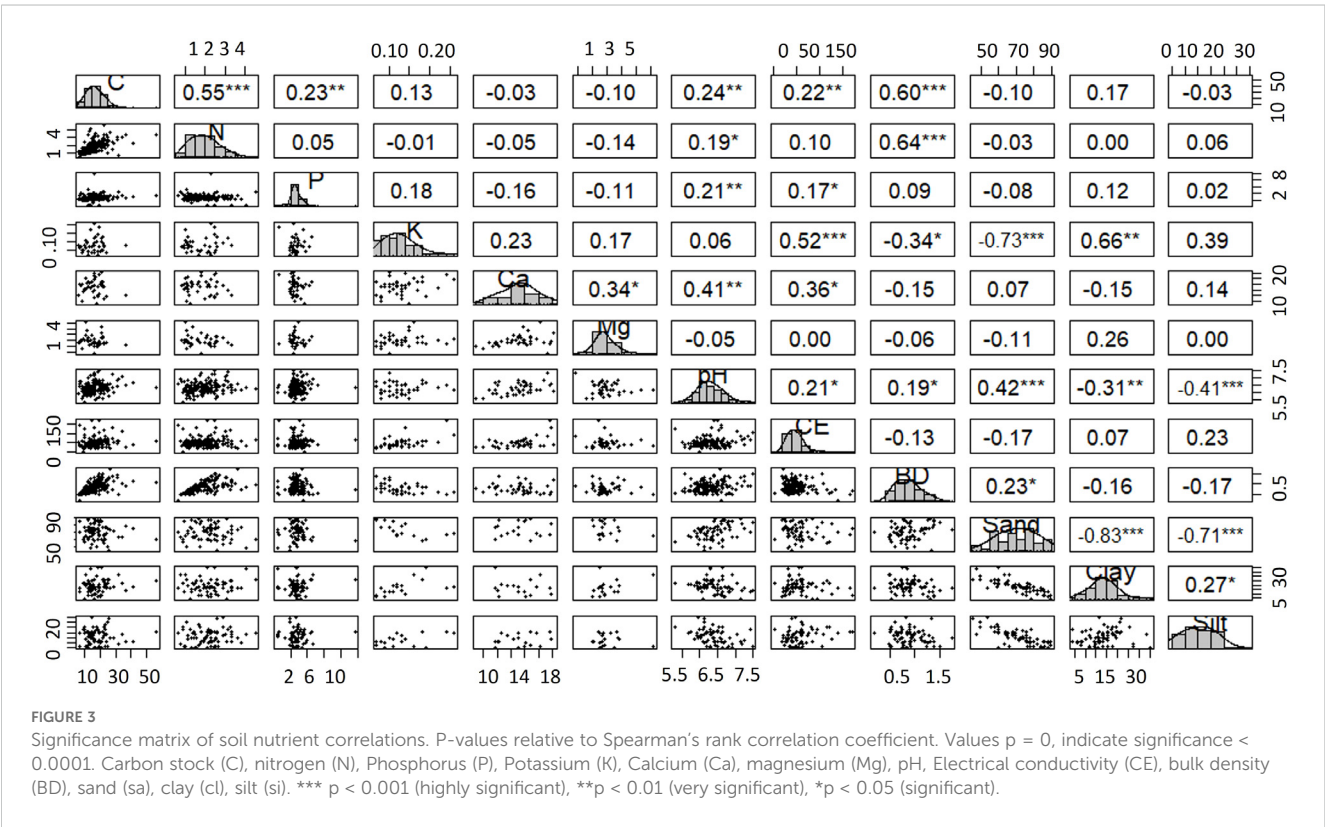 1 2 3 4 0.10 0.20 1 3 5 0 50 150 50 70 90 0 10 20 30
C 0.55*** 0.23** 0.13 -0.03 -0.10 0.24** 0.22** 0.60*** -0.10 0.17 -0.03 10 50
1 4 N 0.05 -0.01 -0.05 -0.14 0.19* 0.10 0.64*** -0.03 0.00 0.06
P 0.18 -0.16 -0.11 0.21** 0.17* 0.09 -0.08 0.12 0.02 2 8
0.10 K 0.23 0.17 0.06 0.52*** -0.34* -0.73*** 0.66** 0.39
Ca 0.34* 0.41** 0.36* -0.15 0.07 -0.15 0.14 10 20
1 4 Mg -0.05 0.00 -0.06 -0.11 0.26 0.00
pH 0.21* 0.19* 0.42*** -0.31** -0.41*** 5.5 7.5
0 150 CE -0.13 -0.17 0.07 0.23
BD 0.23* -0.16 -0.17 0.5
50 90 Sand -0.83*** -0.71***
Clay 0.27* 5 30
0 20 Silt
10 30 50 2 6 10 10 14 18 5.5 6.5 7.5 0.5 1.5 5 15 30
FIGURE 3
Significance matrix of soil nutrient correlations. P-values relative to Spearman's rank correlation coefficient. Values p = 0, indicate significance <
0.0001. Carbon stock (C), nitrogen (N), Phosphorus (P), Potassium (K), Calcium (Ca), magnesium (Mg), pH, Electrical conductivity (CE), bulk density
(BD), sand (sa), clay (cl), silt (si). *** p < 0.001 (highly significant), **p < 0.01 (very significant), *p < 0.05 (significant).